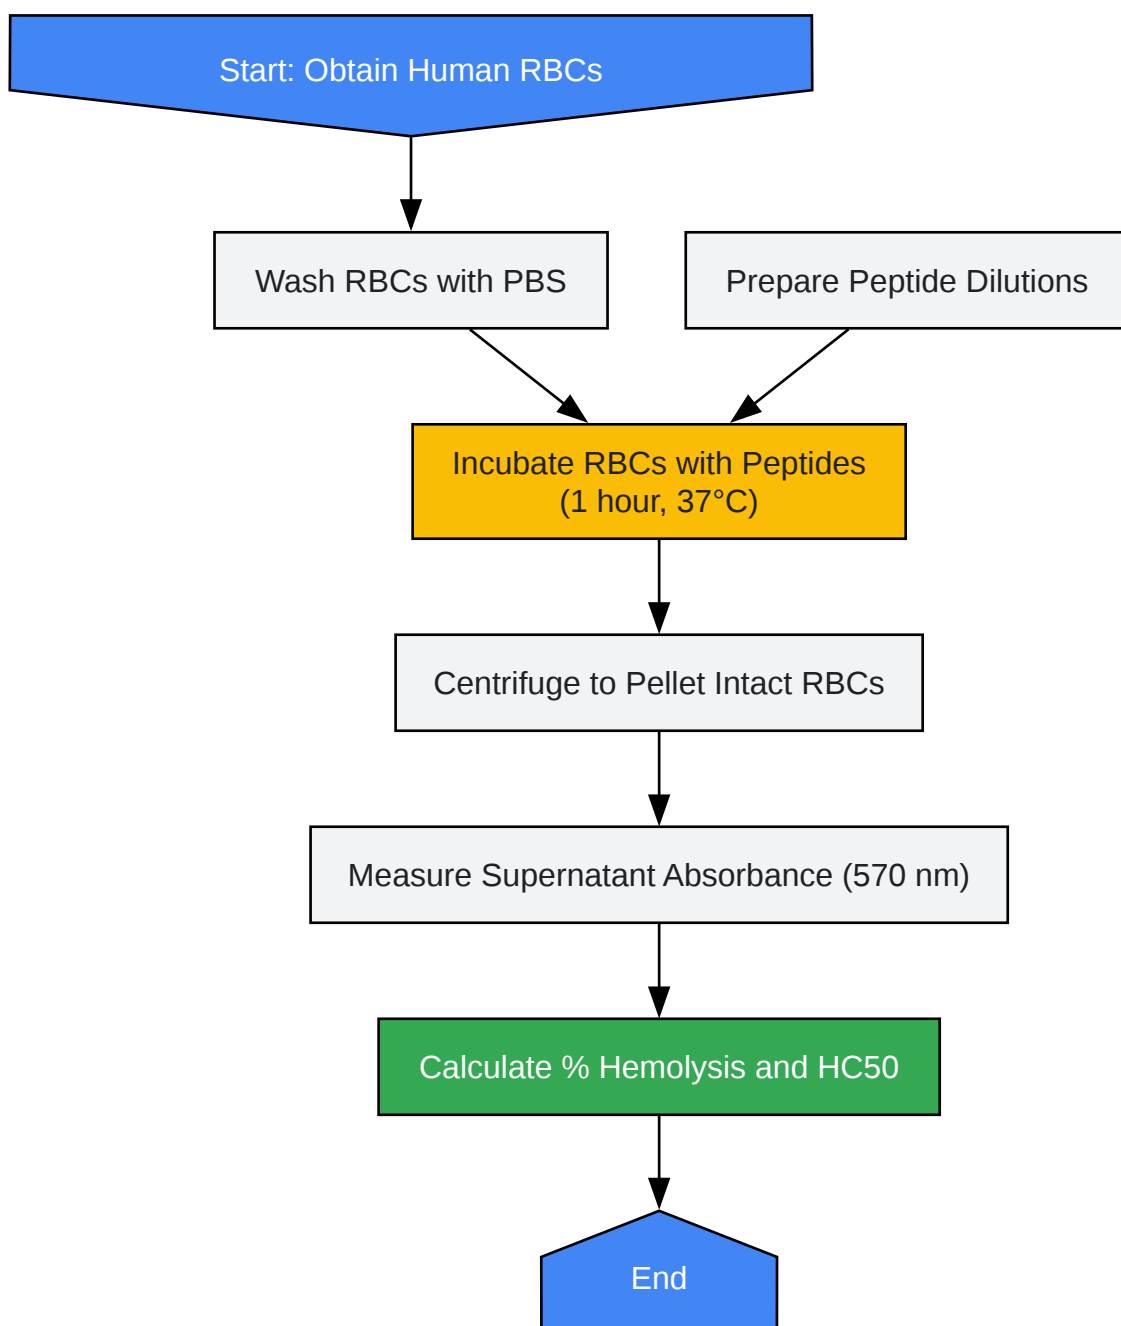 Start: Obtain Human RBCs
Wash RBCs with PBS
Prepare Peptide Dilutions
Incubate RBCs with Peptides
(1 hour, 37°C)
Centrifuge to Pellet Intact RBCs
Measure Supernatant Absorbance (570 nm)
Calculate % Hemolysis and HC50
End